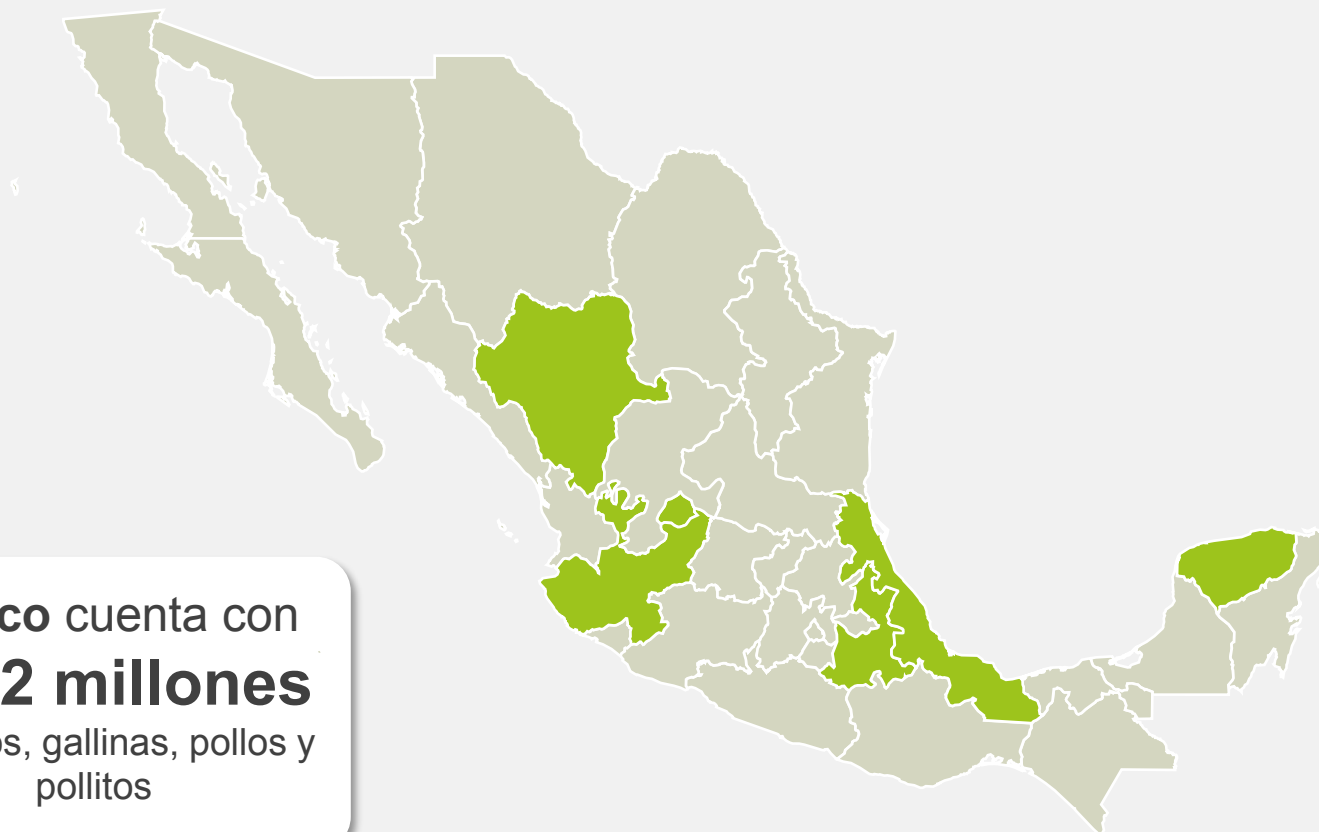 co cuenta con
2 millones
s, gallinas, pollos y
pollitos